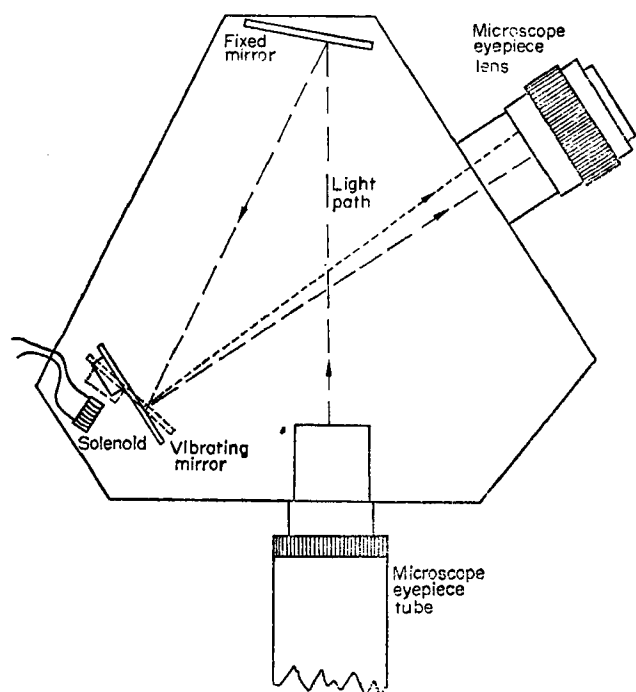 Fixed
mirror
Microscope
eyepiece
lens
Light
path
Solenoid
Vibrating
mirror
Microscope
eyepiece
tube